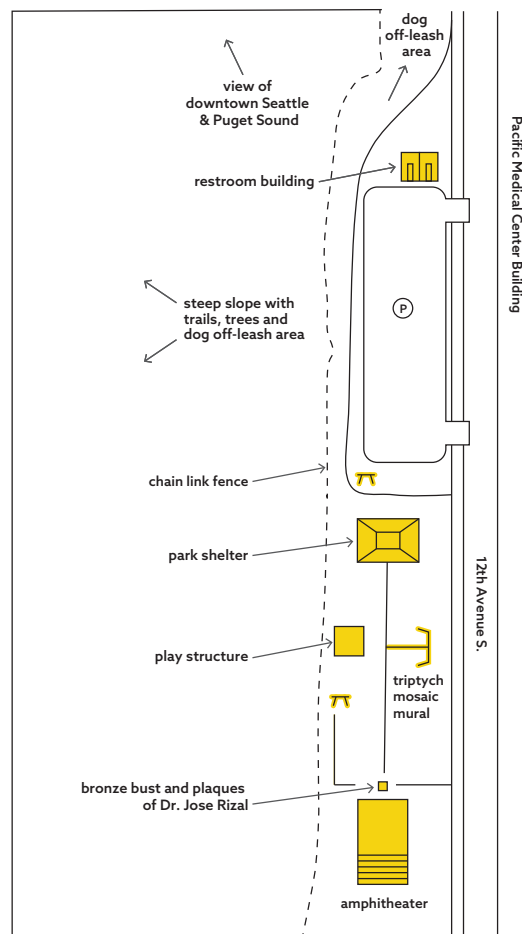 dog
off-leash
area
view of
downtown Seattle
& Puget Sound
Pacific Medical Center Building
restroom building
P
steep slope with
trails, trees and
dog off-leash area
chain link fence
park shelter
12th Avenue S.
play structure
triptych
mosaic
mural
bronze bust and plaques
of Dr. Jose Rizal
amphitheater